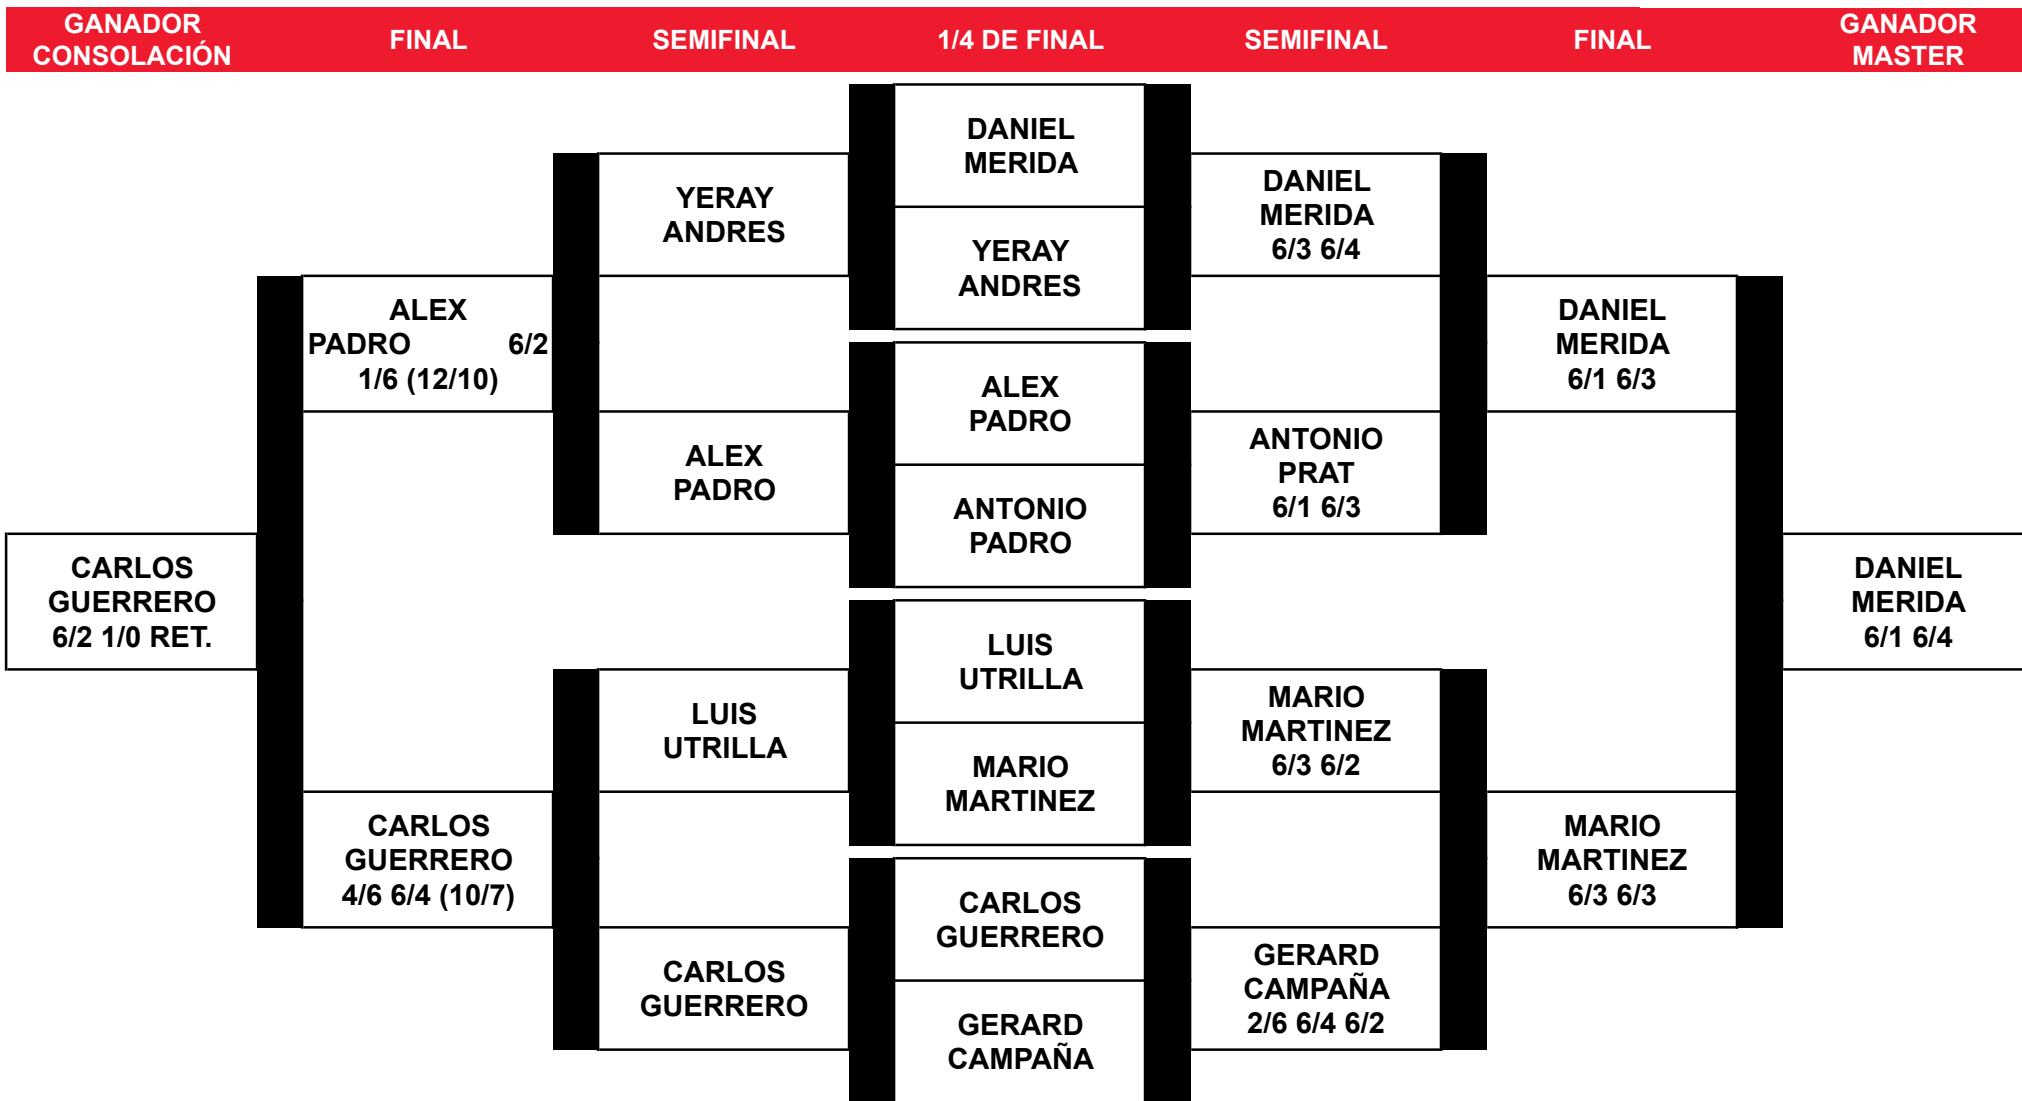 GANADOR
CONSOLACIÓN
FINAL
SEMIFINAL
1/4 DE FINAL
SEMIFINAL
FINAL
GANADOR
MASTER
CARLOS
GUERRERO
6/2 1/0 RET.
ALEX
PADRO 6/2
1/6 (12/10)
CARLOS
GUERRERO
4/6 6/4 (10/7)
YERAY
ANDRES
ALEX
PADRO
LUIS
UTRILLA
CARLOS
GUERRERO
DANIEL
MERIDA
YERAY
ANDRES
ALEX
PADRO
ANTONIO
PADRO
LUIS
UTRILLA
MARIO
MARTINEZ
CARLOS
GUERRERO
GERARD
CAMPAÑA
DANIEL
MERIDA
6/3 6/4
ANTONIO
PRAT
6/1 6/3
MARIO
MARTINEZ
6/3 6/2
GERARD
CAMPAÑA
2/6 6/4 6/2
DANIEL
MERIDA
6/1 6/3
MARIO
MARTINEZ
6/3 6/3
DANIEL
MERIDA
6/1 6/4